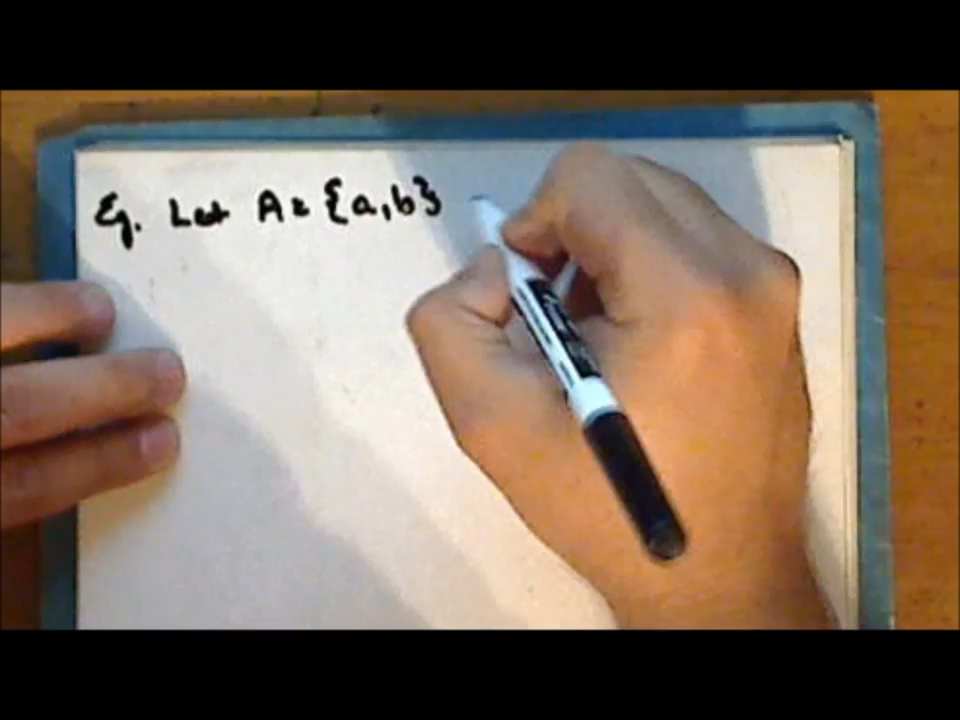 Eg. Let A = {a,b}